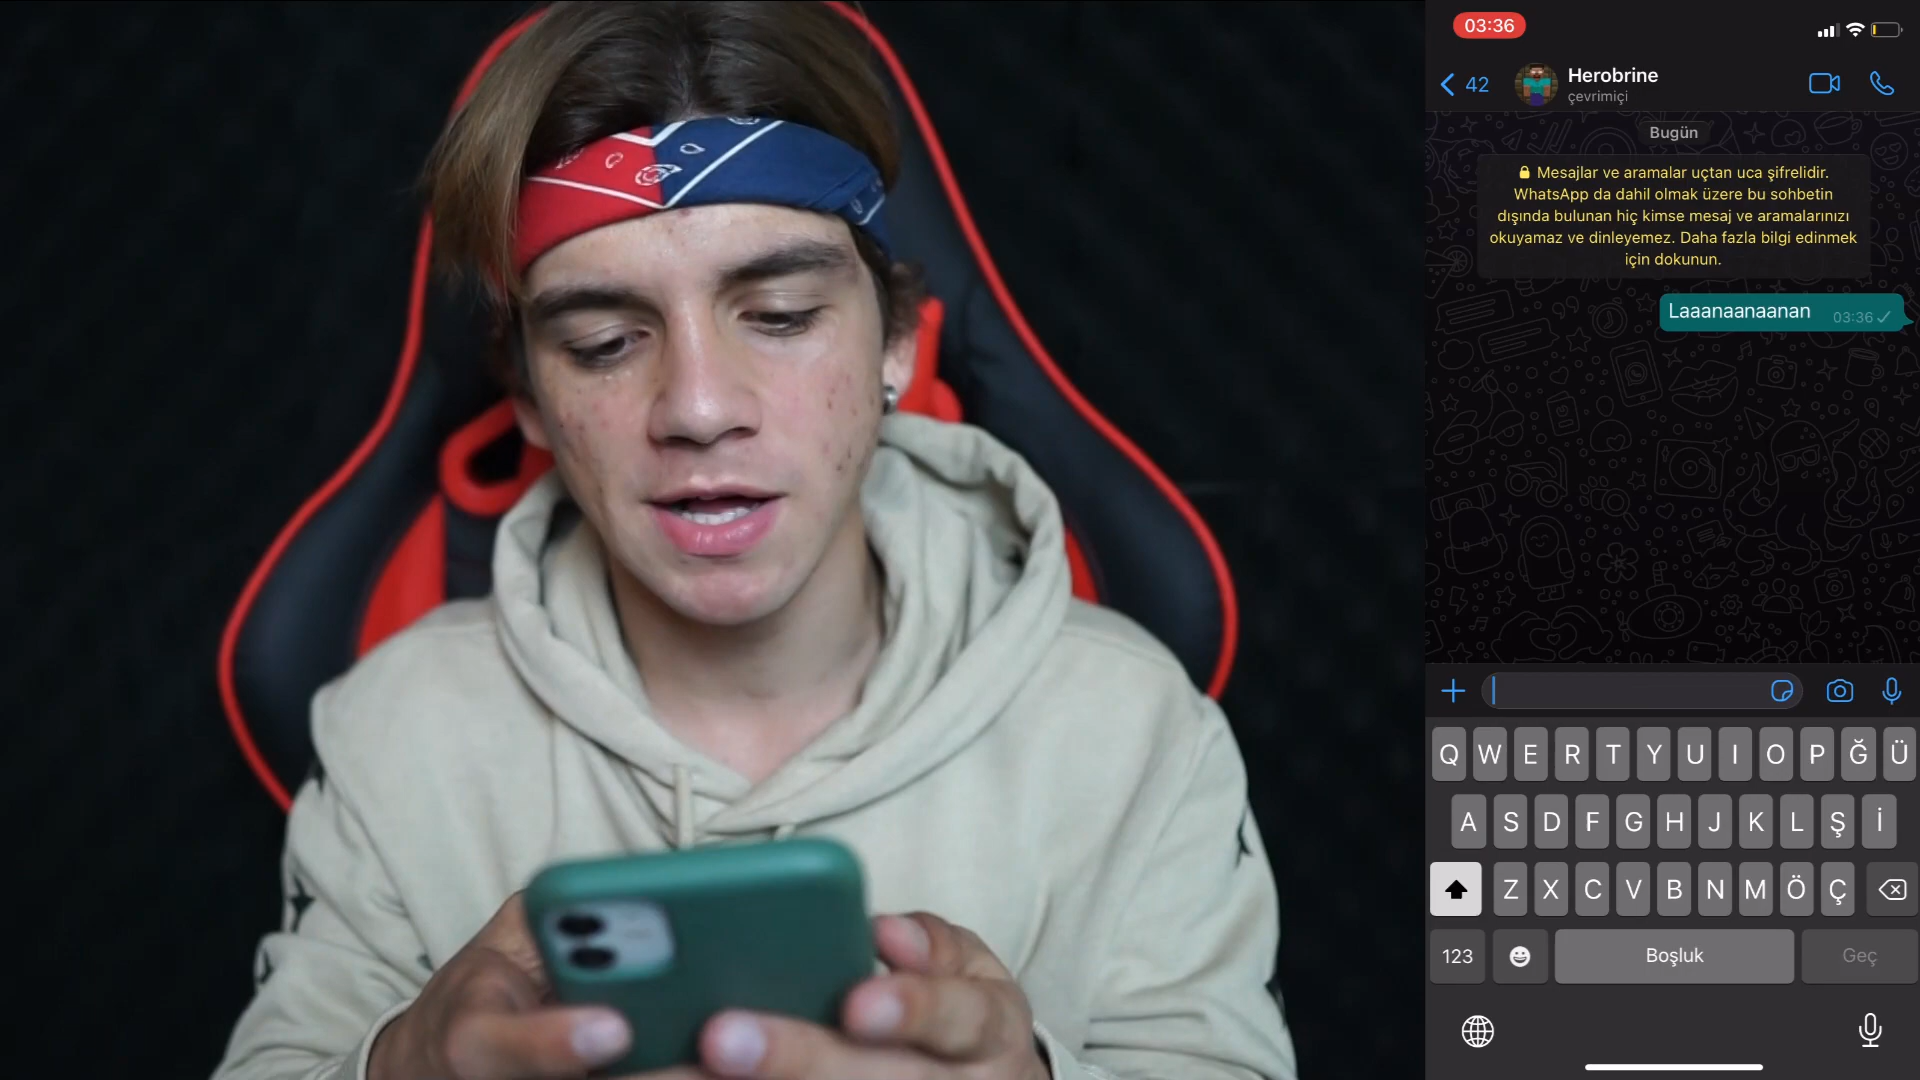 03:36
42
Herobrine
çevrimiçi
Bugün
Mesajlar ve aramalar uçtan uca şifrelidir.
WhatsApp da dahil olmak üzere bu sohbetin
dışında bulunan hiç kimse mesaj ve aramalarınızı
okuyamaz ve dinleyemez. Daha fazla bilgi edinmek
için dokunun.
Laaanaanaanan 03:36
Q W E R T Y U I O P Ğ Ü
A S D F G H J K L Ş İ
Z X C V B N M Ö Ç
123 Boşluk Geç